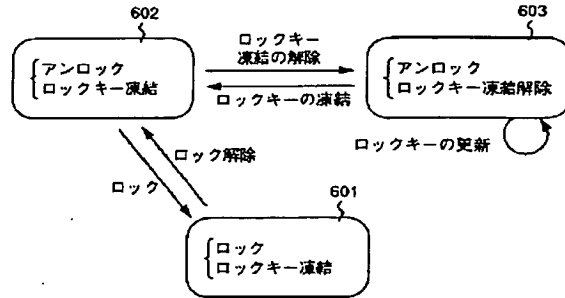 602
603
アンロック
ロックキー凍結
ロックキー
凍結の解除
ロックキーの凍結
アンロック
ロックキー凍結解除
ロックキーの更新
ロック解除
ロック
601
ロック
ロックキー凍結